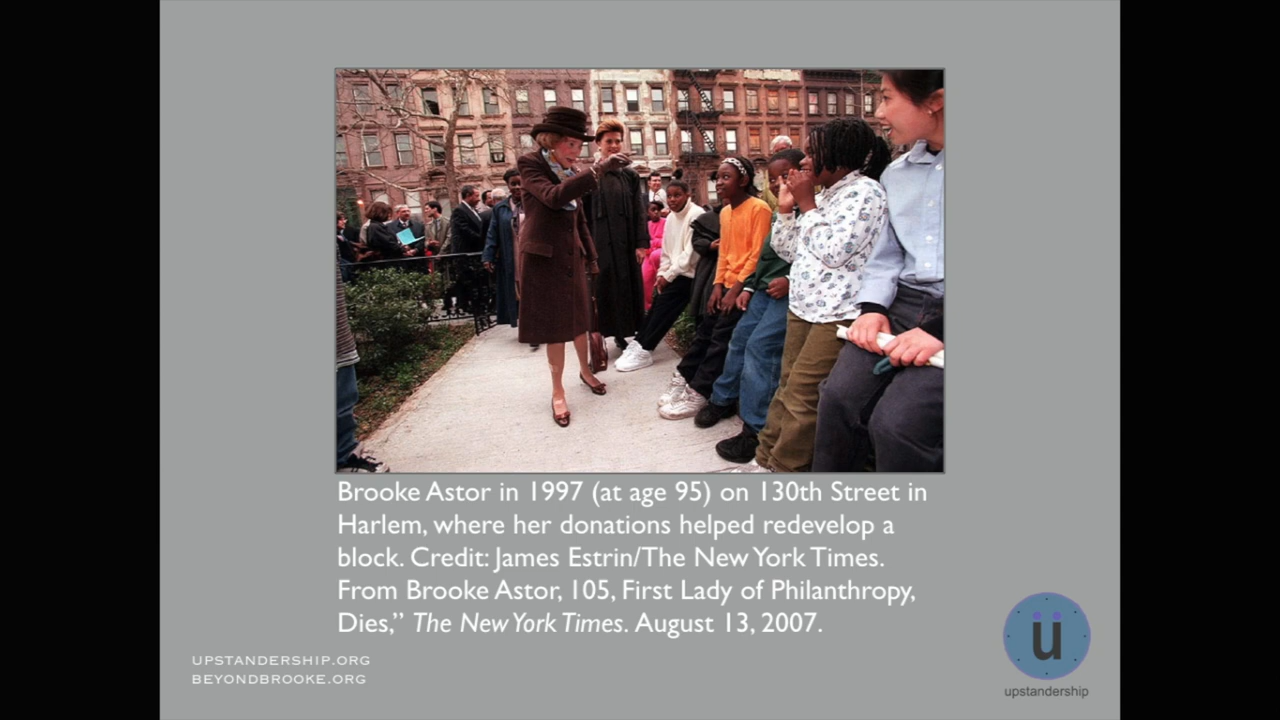 Brooke Astor in 1997 (at age 95) on 130th Street in
Harlem, where her donations helped redevelop a
block. Credit: James Estrin/The New York Times.
From Brooke Astor, 105, First Lady of Philanthropy,
Dies,” The New York Times. August 13, 2007.
UPSTANDERSHIP.ORG
BEYONDBROOKE.ORG
ü
upstandership